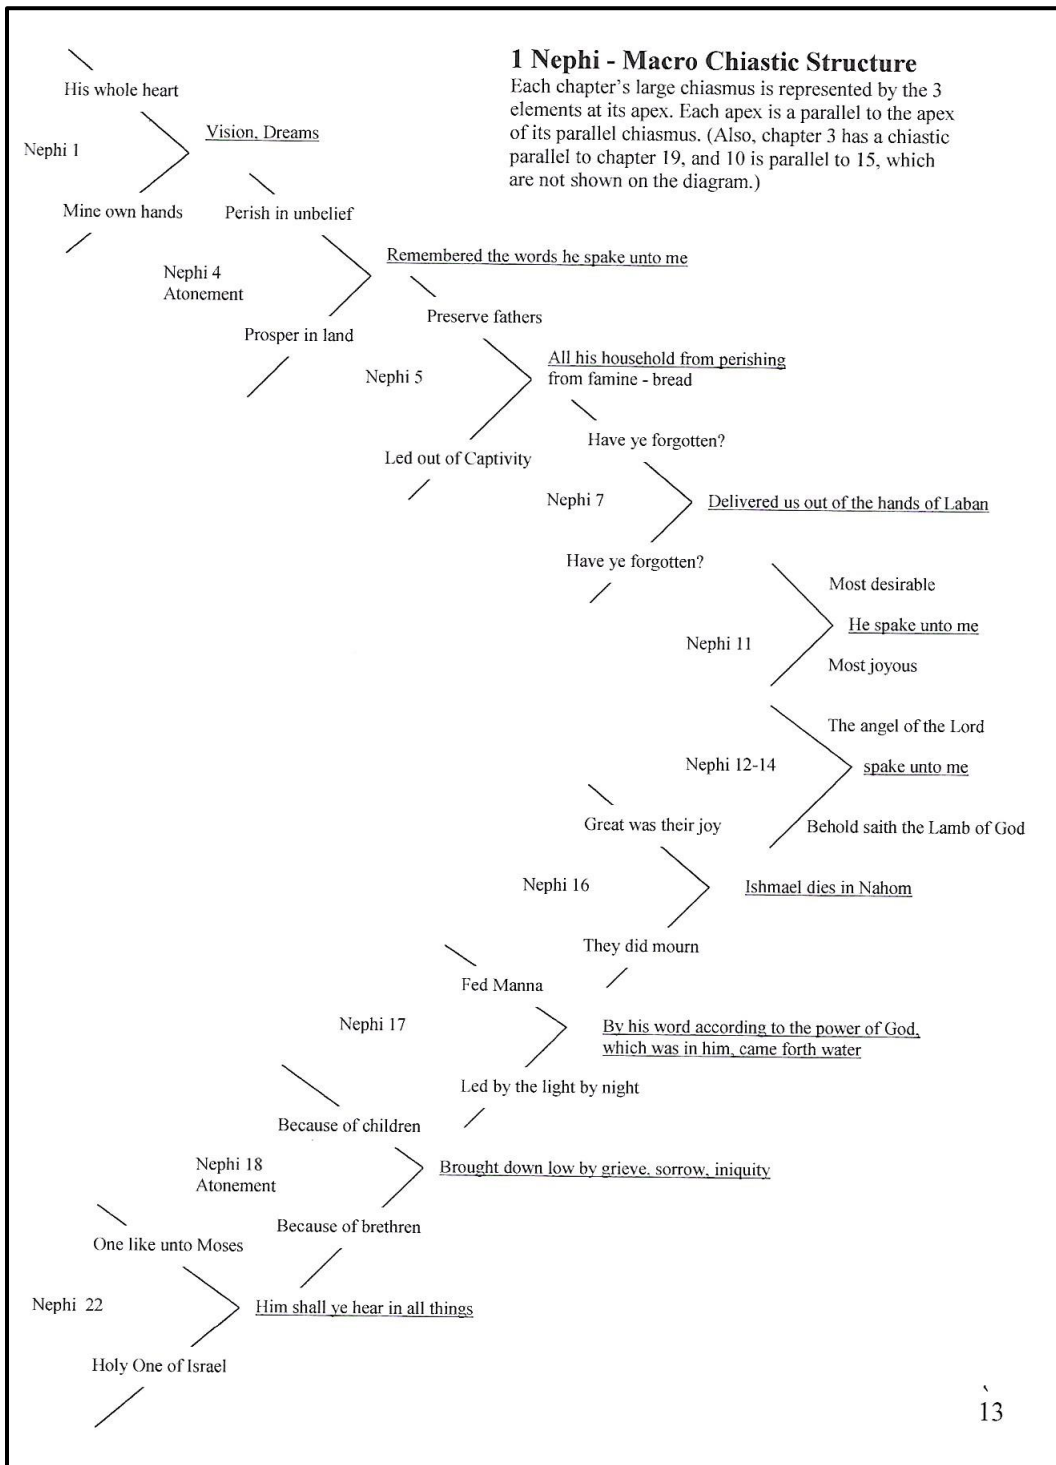 1 Nephi - Macro Chiastic Structure
Each chapter's large chiasmus is represented by the 3
elements at its apex. Each apex is a parallel to the apex
of its parallel chiasmus. (Also, chapter 3 has a chiastic
parallel to chapter 19, and 10 is parallel to 15, which
are not shown on the diagram.)
His whole heart
Vision, Dreams
Nephi 1
Mine own hands
Perish in unbelief
Remembered the words he spake unto me
Nephi 4
Atonement
Prosper in land
Preserve fathers
All his household from perishing
from famine - bread
Nephi 5
Led out of Captivity
Have ye forgotten?
Nephi 7
Delivered us out of the hands of Laban
Have ye forgotten?
Most desirable
He spake unto me
Nephi 11
Most joyous
The angel of the Lord
Nephi 12-14
spake unto me
Behold saith the Lamb of God
Great was their joy
Nephi 16
Ishmael dies in Nahom
They did mourn
Fed Manna
Nephi 17
By his word according to the power of God,
which was in him, came forth water
Led by the light by night
Because of children
Nephi 18
Atonement
Brought down low by grieve. sorrow, iniquity
Because of brethren
One like unto Moses
Nephi 22
Him shall ye hear in all things
Holy One of Israel
13